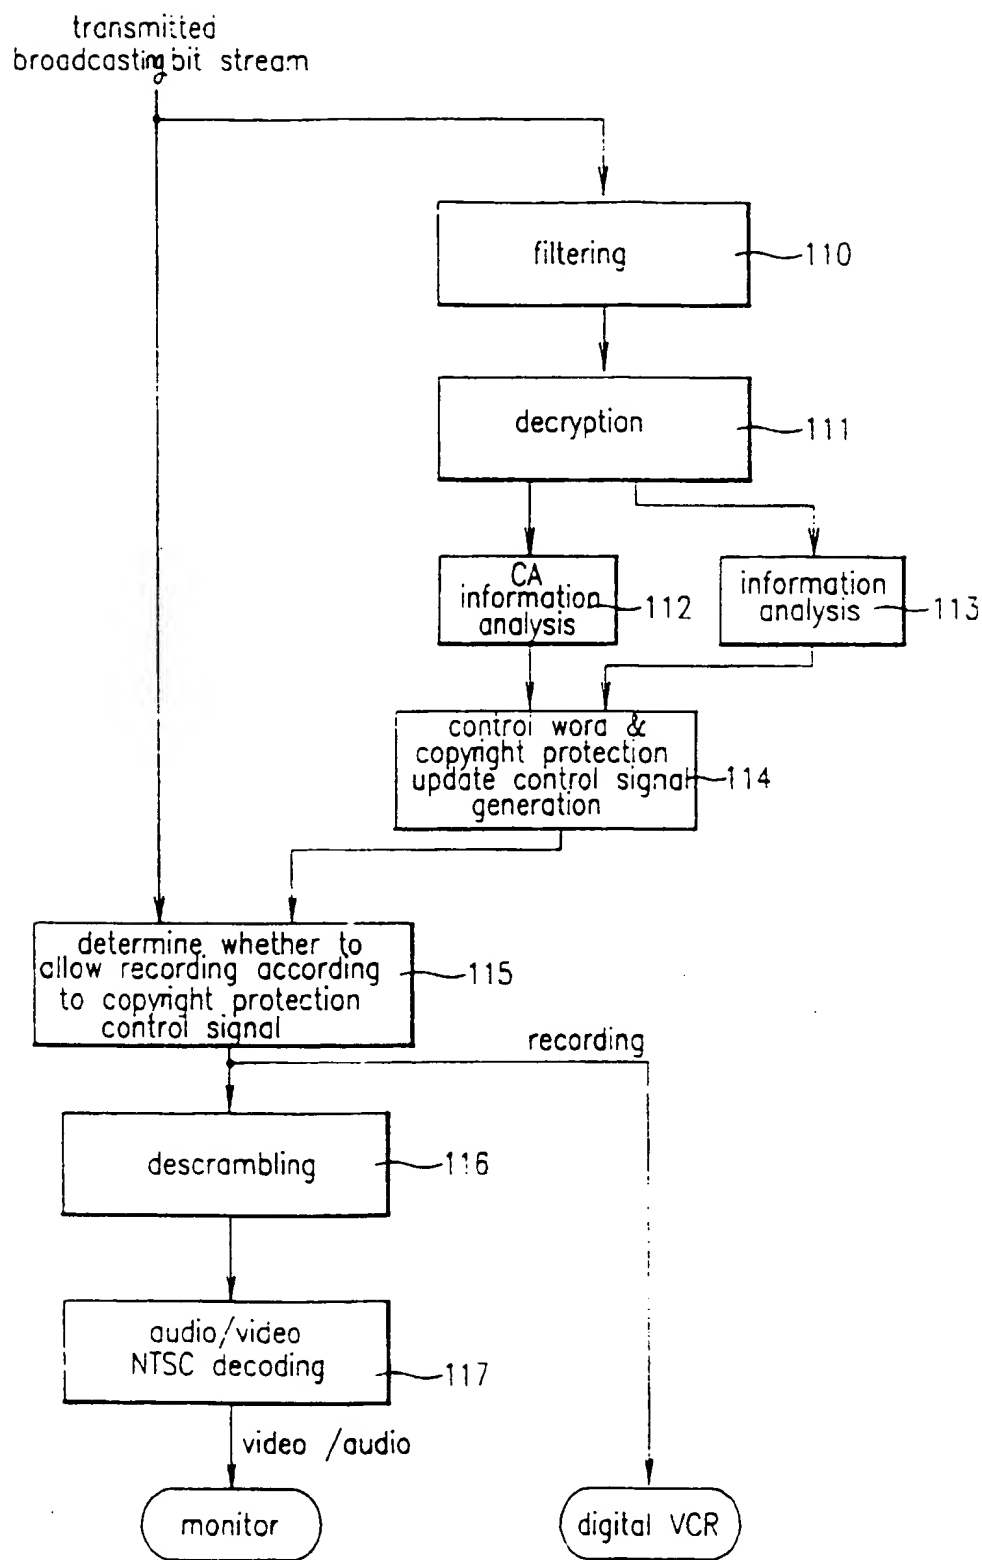 transmitted
broadcasting bit stream
filtering
110
decryption
111
CA
information
analysis
112
information
analysis
113
control word &
copyright protection
update control signal
generation
114
determine whether to
allow recording according
to copyright protection
control signal
115
recording
descrambling
116
audio/video
NTSC decoding
117
video /audio
monitor
digital VCR